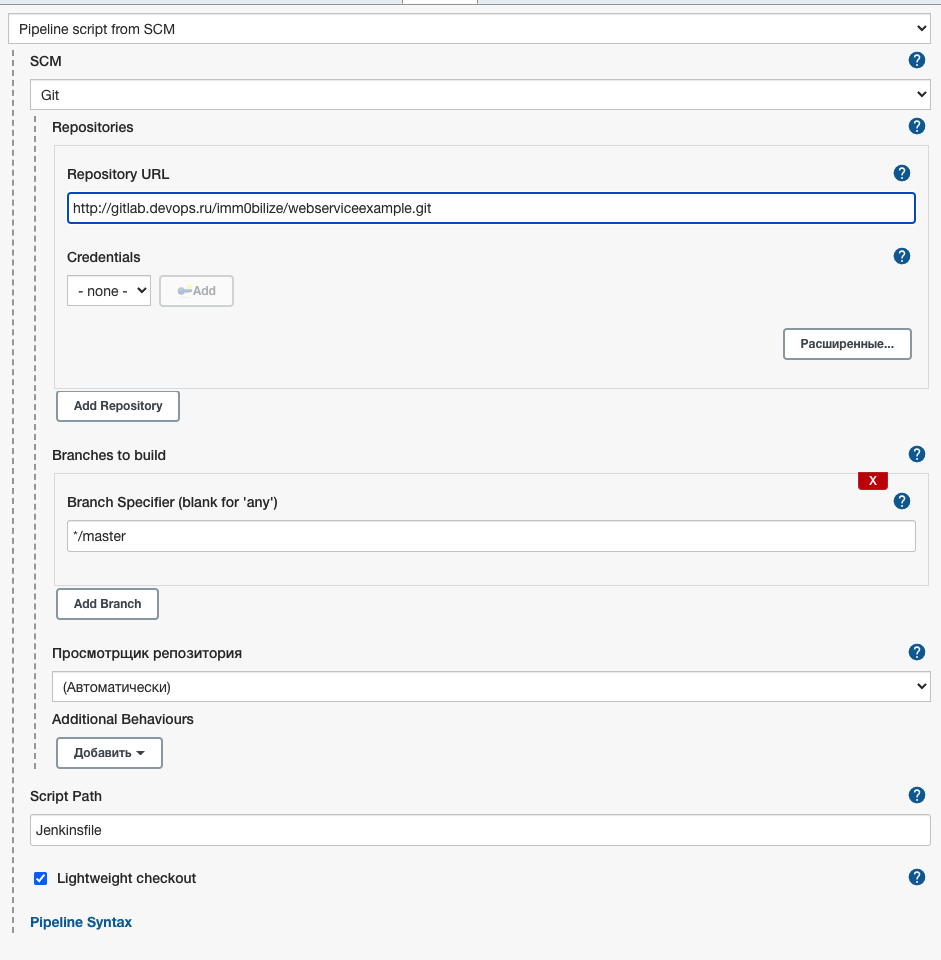 Pipeline script from SCM
SCM
?
Git
Repositories
?
Repository URL
?
http://gitlab.devops.ru/imm0bilize/webserviceexample.git
Credentials
?
- none -
Add
Расширенные...
Add Repository
Branches to build
?
X
Branch Specifier (blank for 'any')
?
*/master
Add Branch
Просмотрщик репозитория
?
(Автоматически)
Additional Behaviours
Добавить
Script Path
?
Jenkinsfile
Lightweight checkout
?
Pipeline Syntax